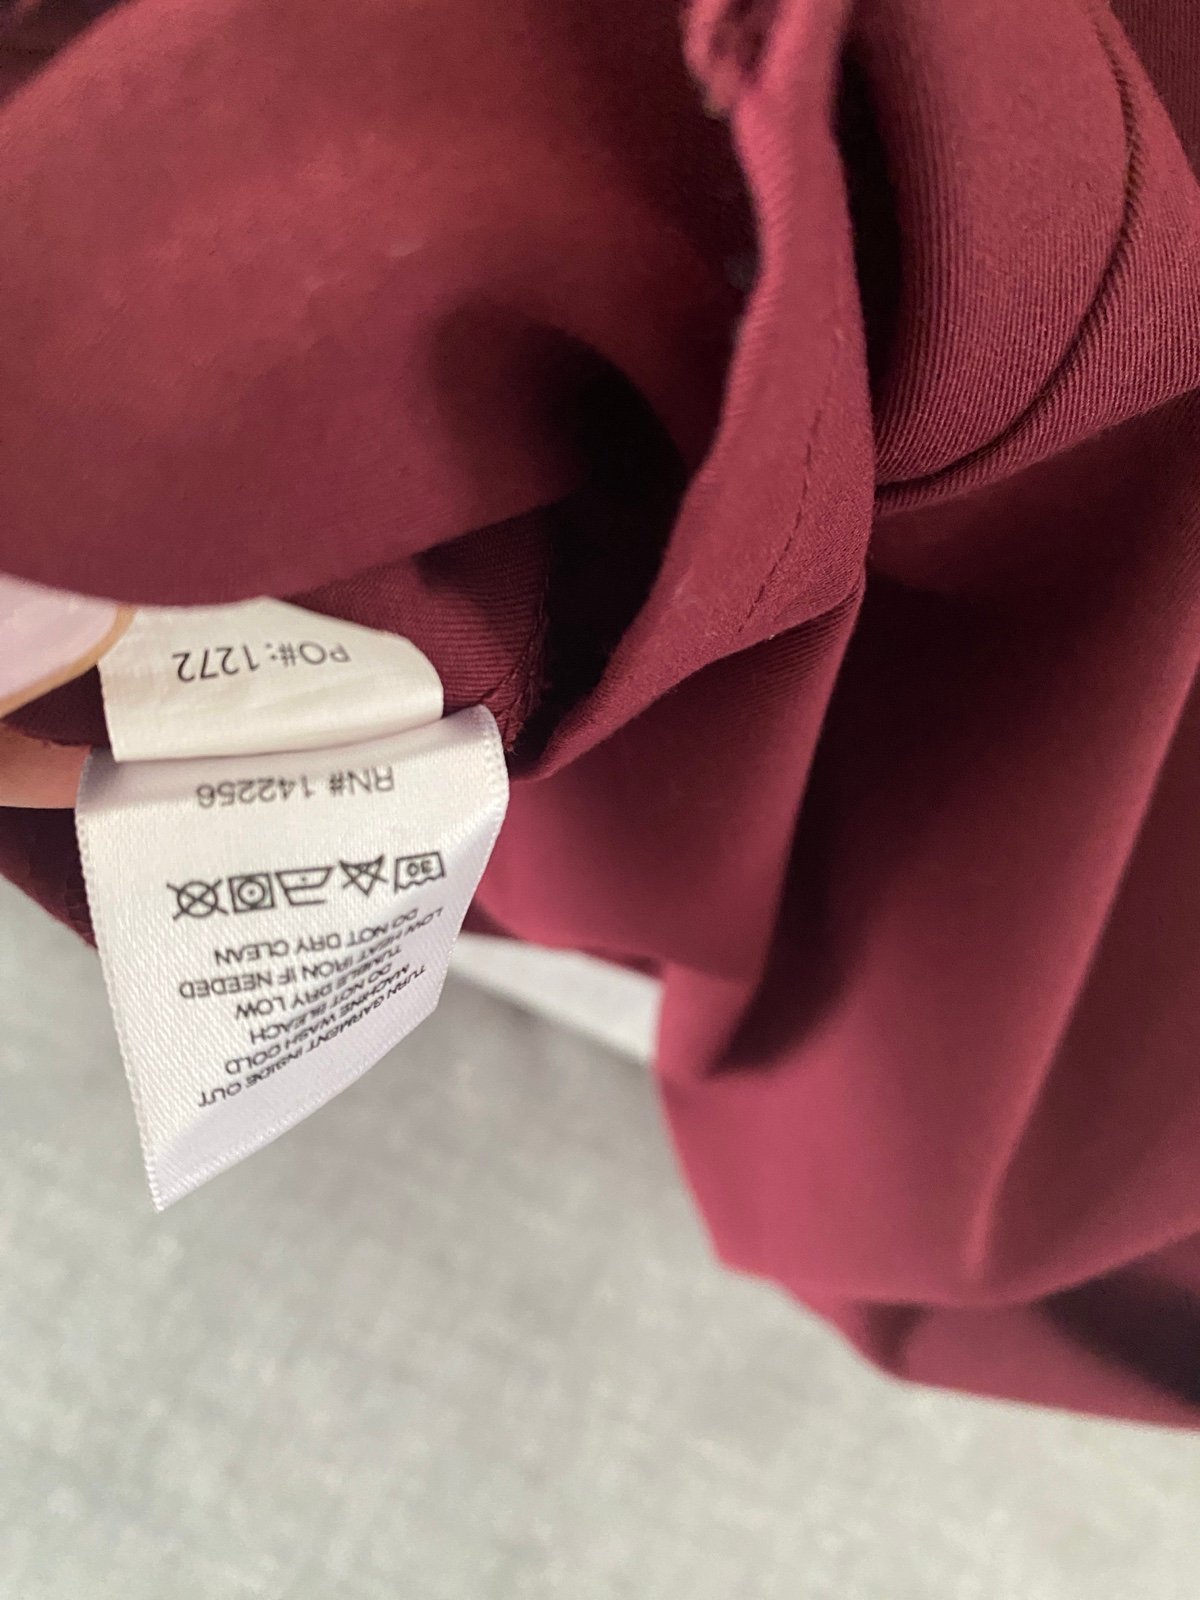 TURN GARMENT INSIDE OUT
MACHINE WASH COLD
DO NOT BLEACH
TUMBLE DRY LOW
LOW HEAT IRON IF NEEDED
DO NOT DRY CLEAN
30
RN# 142256
PO#:1272